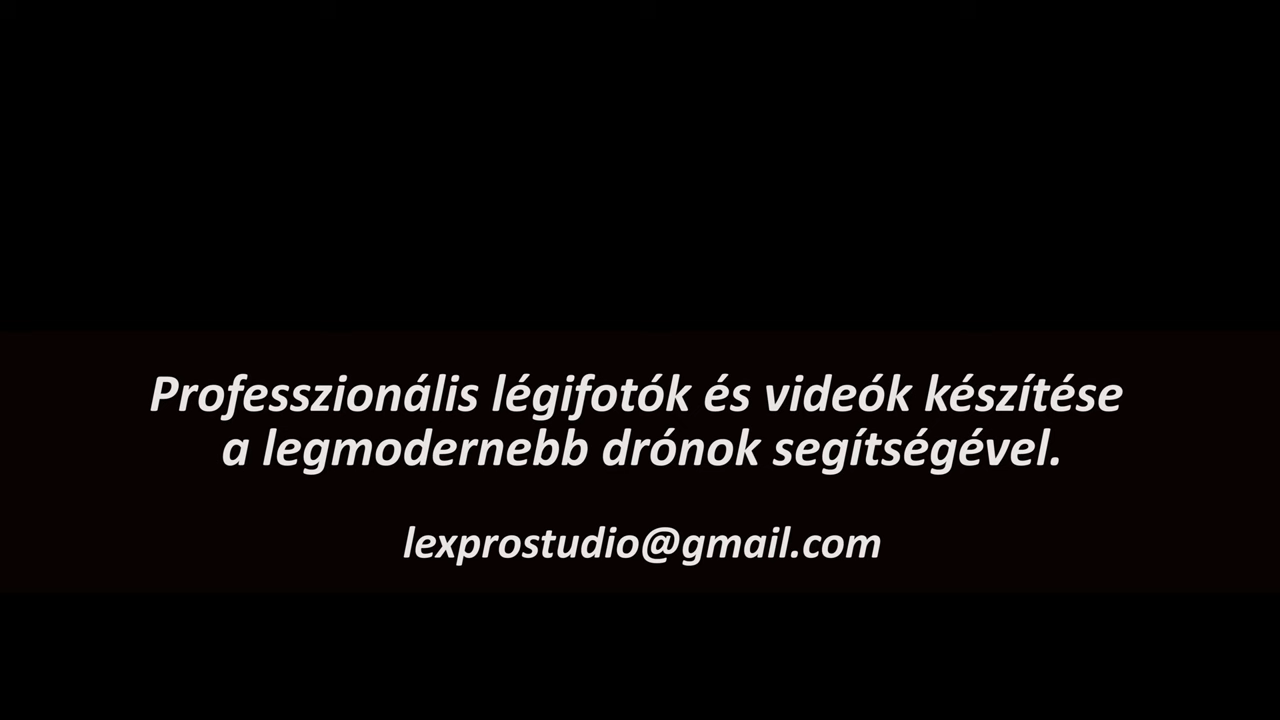 Professzionális légifotók és videók készítése
a legmodernebb drónok segítségével.
lexprostudio@gmail.com